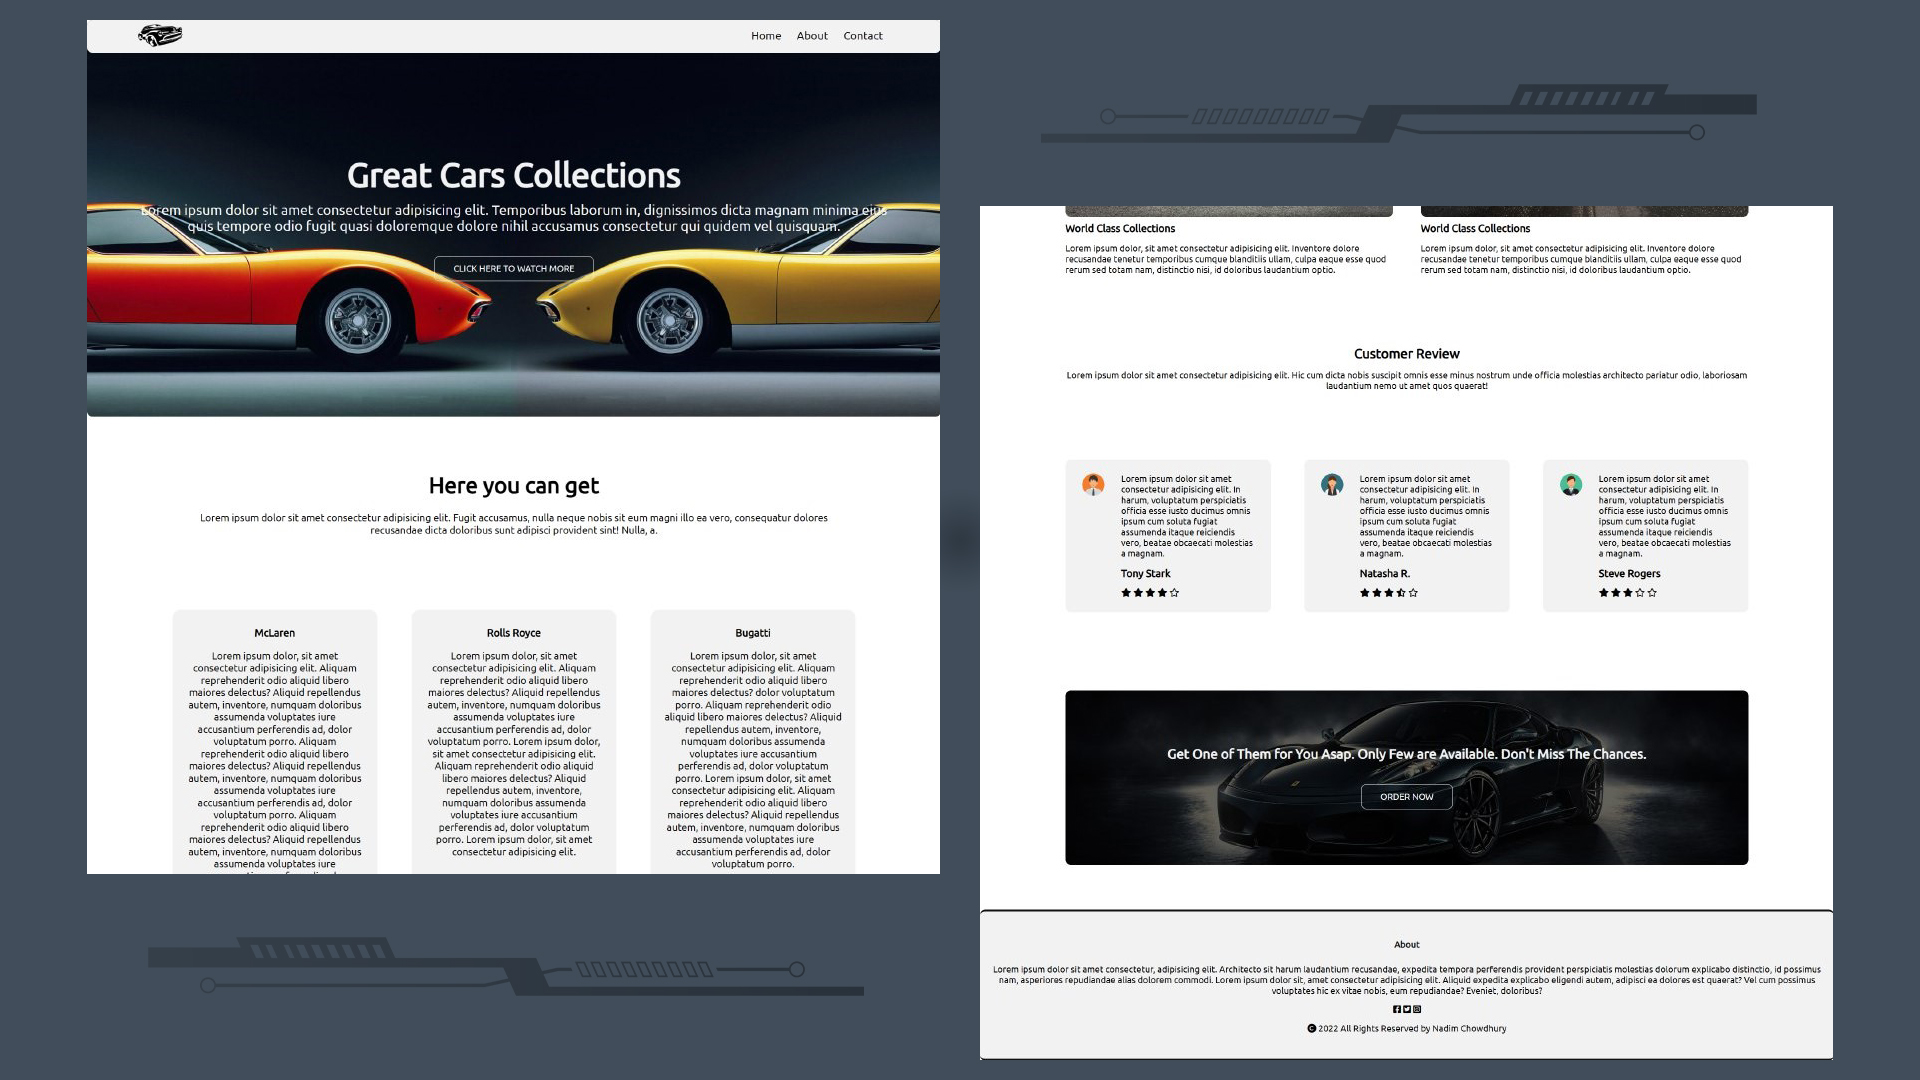 Home About Contact
Great Cars Collections
Lorem ipsum dolor sit amet consectetur adipisicing elit. Temporibus laborum in, dignissimos dicta magnam minima eius
quis tempore odio fugit quasi doloremque dolore nihil accusamus consectetur qui quidem vel quisquam.
CLICK HERE TO WATCH MORE
Here you can get
Lorem ipsum dolor sit amet consectetur adipisicing elit. Fugit accusamus, nulla neque nobis sit eum magni illo ea vero, consequatur dolores
recusandae dicta doloribus sunt adipisci provident sint! Nulla, a.
McLaren
Lorem ipsum dolor, sit amet
consectetur adipisicing elit. Aliquam
reprehenderit odio aliquid libero
maiores delectus? Aliquid repellendus
autem, inventore, numquam doloribus
assumenda voluptates iure
accusantium perferendis ad, dolor
voluptatum porro. Aliquam
reprehenderit odio aliquid libero
maiores delectus? Aliquid repellendus
autem, inventore, numquam doloribus
assumenda voluptates iure
accusantium perferendis ad, dolor
voluptatum porro. Aliquam
reprehenderit odio aliquid libero
maiores delectus? Aliquid repellendus
autem, inventore, numquam doloribus
assumenda voluptates iure
Rolls Royce
Lorem ipsum dolor, sit amet
consectetur adipisicing elit. Aliquam
reprehenderit odio aliquid libero
maiores delectus? Aliquid repellendus
autem, inventore, numquam doloribus
assumenda voluptates iure
accusantium perferendis ad, dolor
voluptatum porro. Lorem ipsum dolor,
sit amet consectetur adipisicing elit.
Aliquam reprehenderit odio aliquid
libero maiores delectus? Aliquid
repellendus autem, inventore,
numquam doloribus assumenda
voluptates iure accusantium
perferendis ad, dolor voluptatum
porro. Lorem ipsum dolor, sit amet
consectetur adipisicing elit.
Bugatti
Lorem ipsum dolor, sit amet
consectetur adipisicing elit. Aliquam
reprehenderit odio aliquid libero
maiores delectus? dolor voluptatum
porro. Aliquam reprehenderit odio
aliquid libero maiores delectus? Aliquid
repellendus autem, inventore,
numquam doloribus assumenda
voluptates iure accusantium
perferendis ad, dolor voluptatum
porro. Lorem ipsum dolor, sit amet
consectetur adipisicing elit. Aliquam
reprehenderit odio aliquid libero
maiores delectus? Aliquid repellendus
autem, inventore, numquam doloribus
assumenda voluptates iure
accusantium perferendis ad, dolor
voluptatum porro.
World Class Collections
Lorem ipsum dolor, sit amet consectetur adipisicing elit. Inventore dolore
recusandae tenetur temporibus cumque blanditiis ullam, culpa eaque esse quod
rerum sed totam nam, distinctio nisi, id doloribus laudantium optio.
World Class Collections
Lorem ipsum dolor, sit amet consectetur adipisicing elit. Inventore dolore
recusandae tenetur temporibus cumque blanditiis ullam, culpa eaque esse quod
rerum sed totam nam, distinctio nisi, id doloribus laudantium optio.
Customer Review
Lorem ipsum dolor sit amet consectetur adipisicing elit. Hic cum dicta nobis suscipit omnis esse minus nostrum unde officia molestias architecto pariatur odio, laboriosam
laudantium nemo ut amet quos quaerat!
Lorem ipsum dolor sit amet
consectetur adipisicing elit. In
harum, voluptatum perspiciatis
officia esse iusto ducimus omnis
ipsum cum soluta fugiat
assumenda itaque reiciendis
vero, beatae obcaecati molestias
a magnam.
Tony Stark
Lorem ipsum dolor sit amet
consectetur adipisicing elit. In
harum, voluptatum perspiciatis
officia esse iusto ducimus omnis
ipsum cum soluta fugiat
assumenda itaque reiciendis
vero, beatae obcaecati molestias
a magnam.
Natasha R.
Lorem ipsum dolor sit amet
consectetur adipisicing elit. In
harum, voluptatum perspiciatis
officia esse iusto ducimus omnis
ipsum cum soluta fugiat
assumenda itaque reiciendis
vero, beatae obcaecati molestias
a magnam.
Steve Rogers
Get One of Them for You Asap. Only Few are Available. Don't Miss The Chances.
ORDER NOW
About
Lorem ipsum dolor sit amet consectetur, adipisicing elit. Architecto sit harum laudantium recusandae, expedita tempora perferendis provident perspiciatis molestias dolorum explicabo distinctio, id possimus
nam, asperiores repudiandae alias dolorem commodi. Lorem ipsum dolor sit, amet consectetur adipisicing elit. Aliquid expedita explicabo eligendi autem, adipisci ea dolores est quaerat? Vel cum possimus
voluptates hic ex vitae nobis, eum repudiandae? Eveniet, doloribus?
© 2022 All Rights Reserved by Nadim Chowdhury